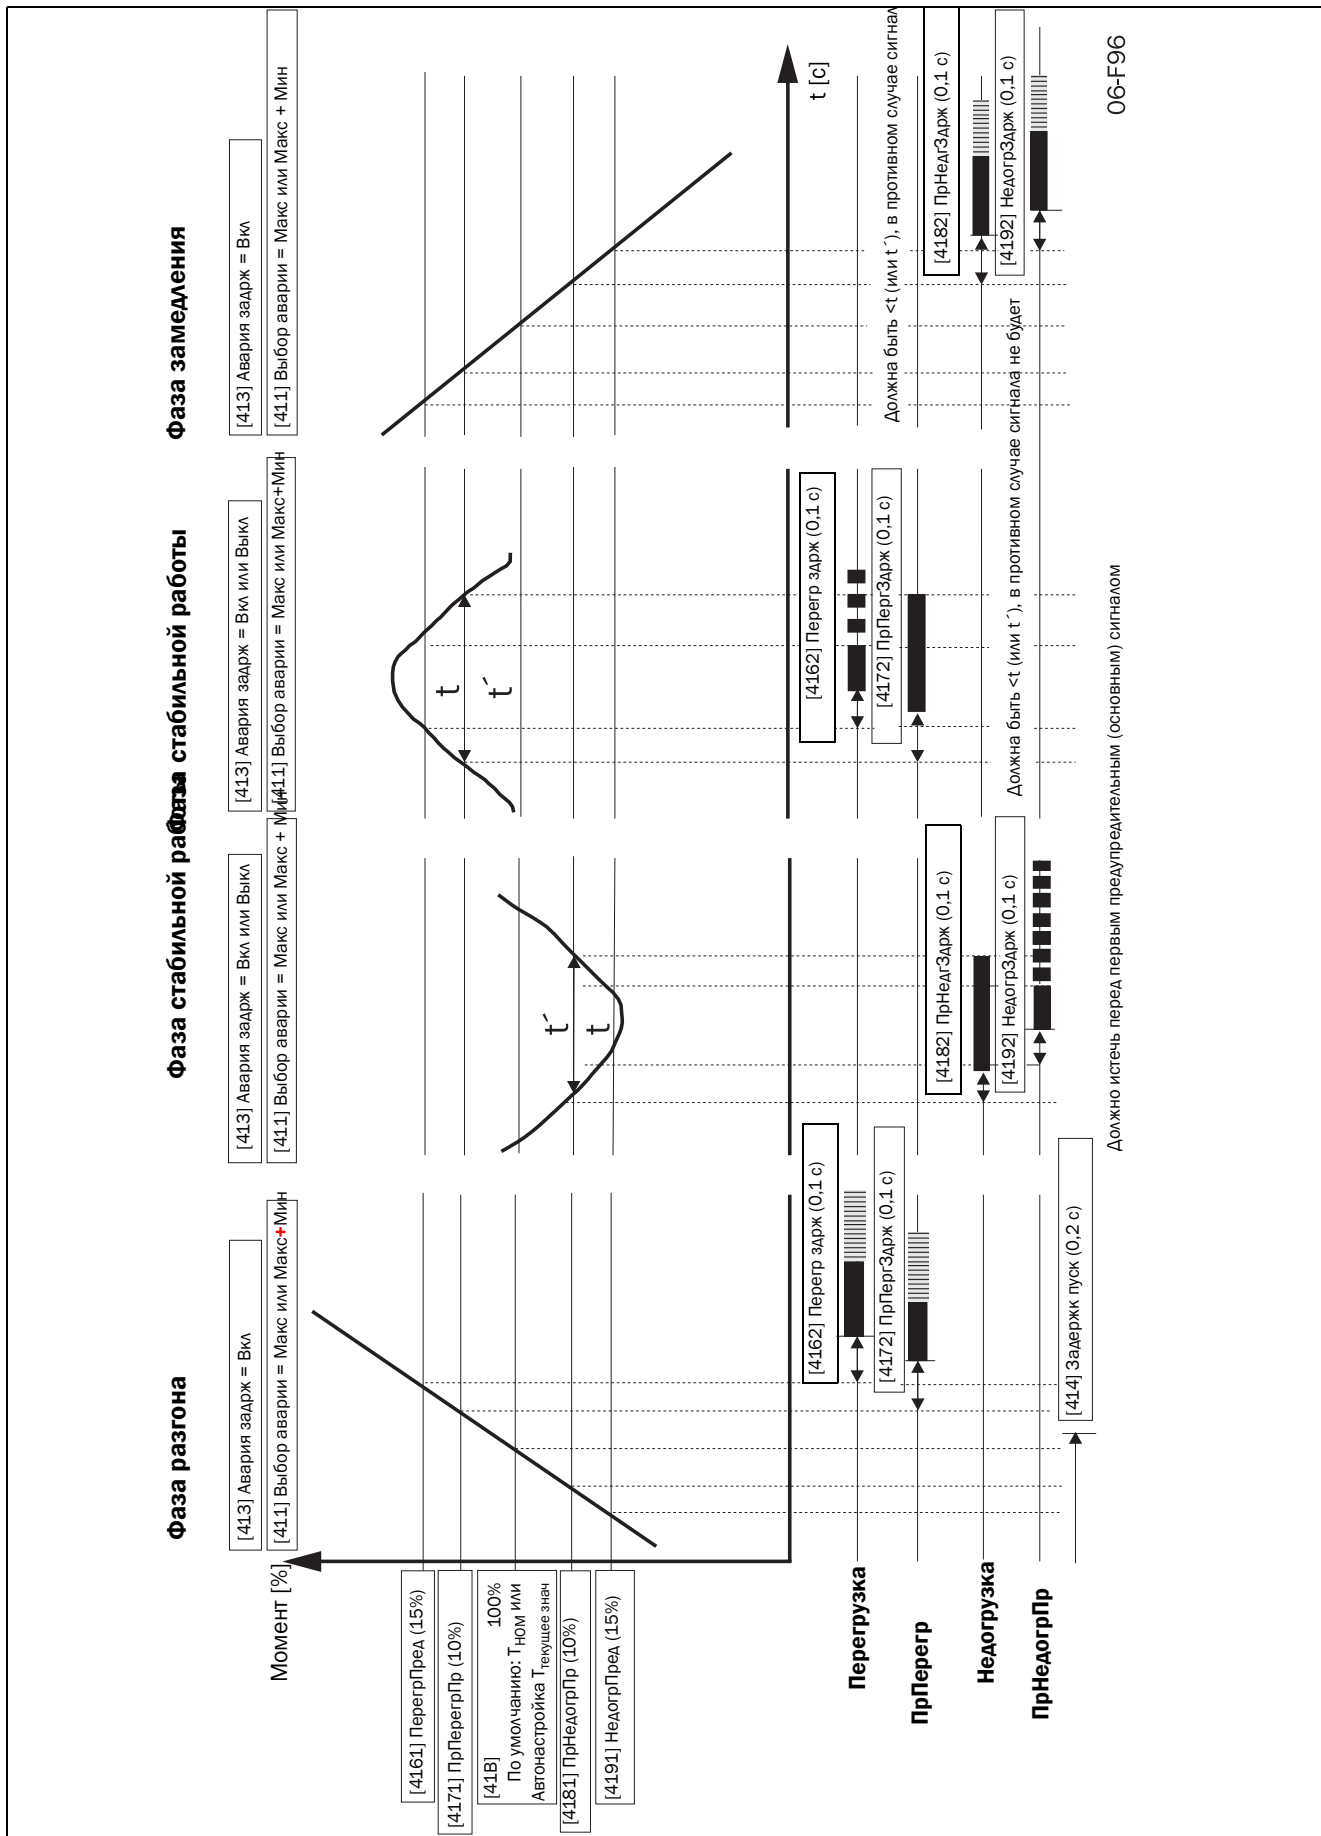 Фаза разгона
Фаза стабильной работы
Фаза стабильной работы
Фаза замедления
[413] Авария задрж = Вкл
[411] Выбор аварии = Макс или Макс+Мин
[413] Авария задрж = Вкл или Выкл
[411] Выбор аварии = Макс или Макс + Мин
[413] Авария задрж = Вкл или Выкл
[411] Выбор аварии = Макс или Макс+Мин
[413] Авария задрж = Вкл
[411] Выбор аварии = Макс или Макс + Мин
Момент [%]
[4161] ПерегрПред (15%)
[4171] ПрПерегрПр (10%)
[41B] 100%
По умолчанию: Tном или
Автонастройка Tтекущее знач
[4181] ПрНедогрПр (10%)
[4191] НедогрПред (15%)
t´
t
t
t´
t [c]
Перегрузка
ПрПерегр
Недогрузка
ПрНедогрПр
[4162] Перегр здрж (0,1 с)
[4172] ПрПергЗдрж (0,1 с)
[414] Задержк пуск (0,2 с)
[4182] ПрНедгЗдрж (0,1 с)
[4192] НедогрЗдрж (0,1 с)
[4162] Перегр здрж (0,1 с)
[4172] ПрПергЗдрж (0,1 с)
Должна быть <t (или t´), в противном случае сигнал
Должна быть <t (или t´), в противном случае сигнала не будет
[4182] ПрНедгЗдрж (0,1 с)
[4192] НедогрЗдрж (0,1 с)
Должно истечь перед первым предупредительным (основным) сигналом
06-F96